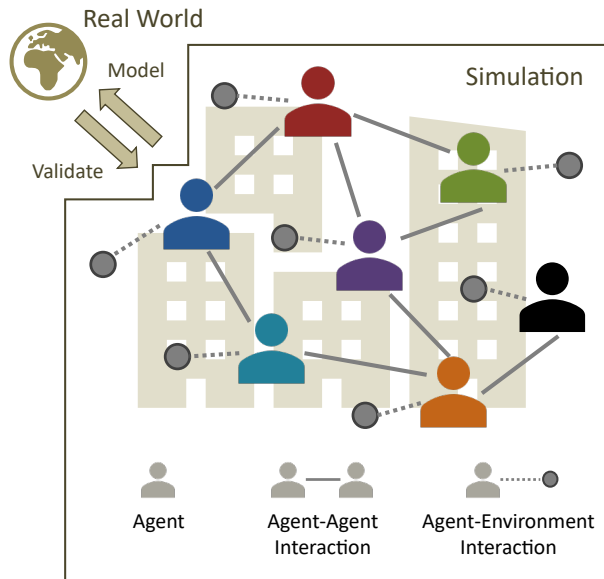 Real World
Model
Simulation
Validate
Agent
Agent-Agent
Interaction
Agent-Environment
Interaction